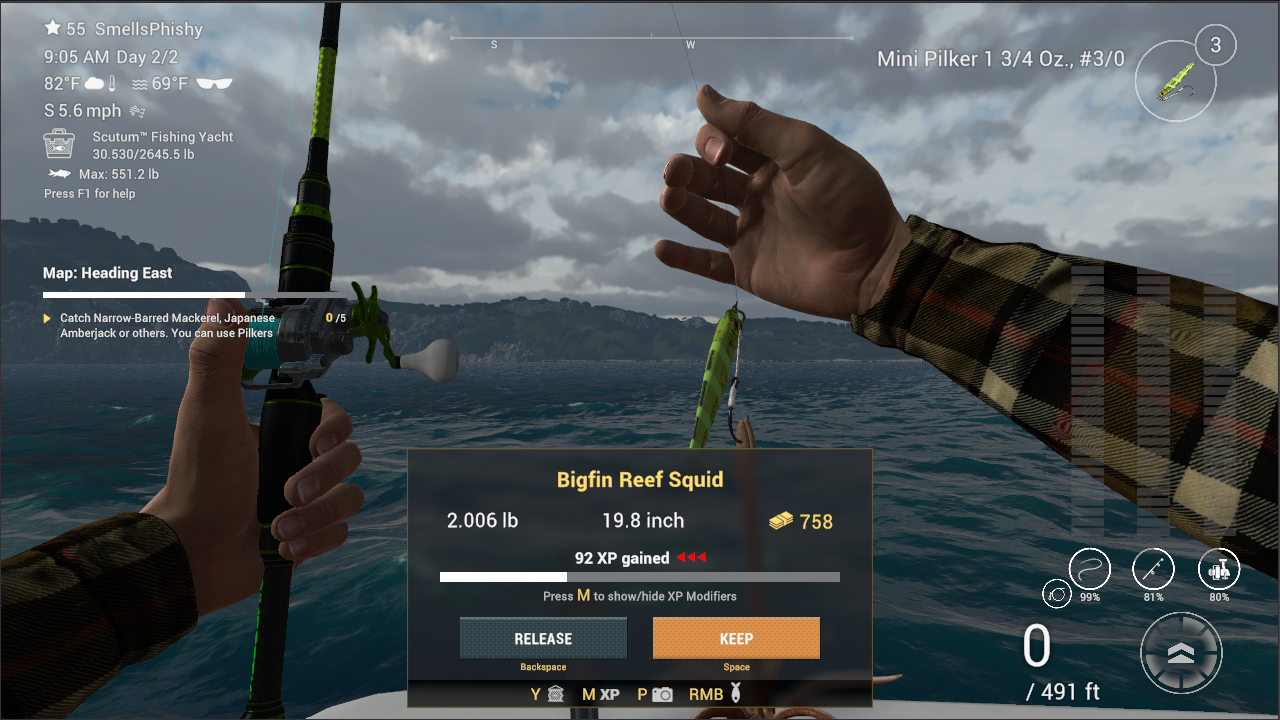 55 SmellsPhishy
9:05 AM Day 2/2
82°F 69°F
S 5.6 mph
Scutum™ Fishing Yacht
30.530/2645.5 lb
Max: 551.2 lb
Press F1 for help
S W
Mini Pilker 1 3/4 Oz., #3/0
3
Map: Heading East
Catch Narrow-Barred Mackerel, Japanese 0 /5
Amberjack or others. You can use Pilkers
Bigfin Reef Squid
2.006 lb 19.8 inch 758
92 XP gained
Press M to show/hide XP Modifiers
RELEASE KEEP
Backspace Space
Y M XP P RMB
99% 81% 80%
0
/ 491 ft